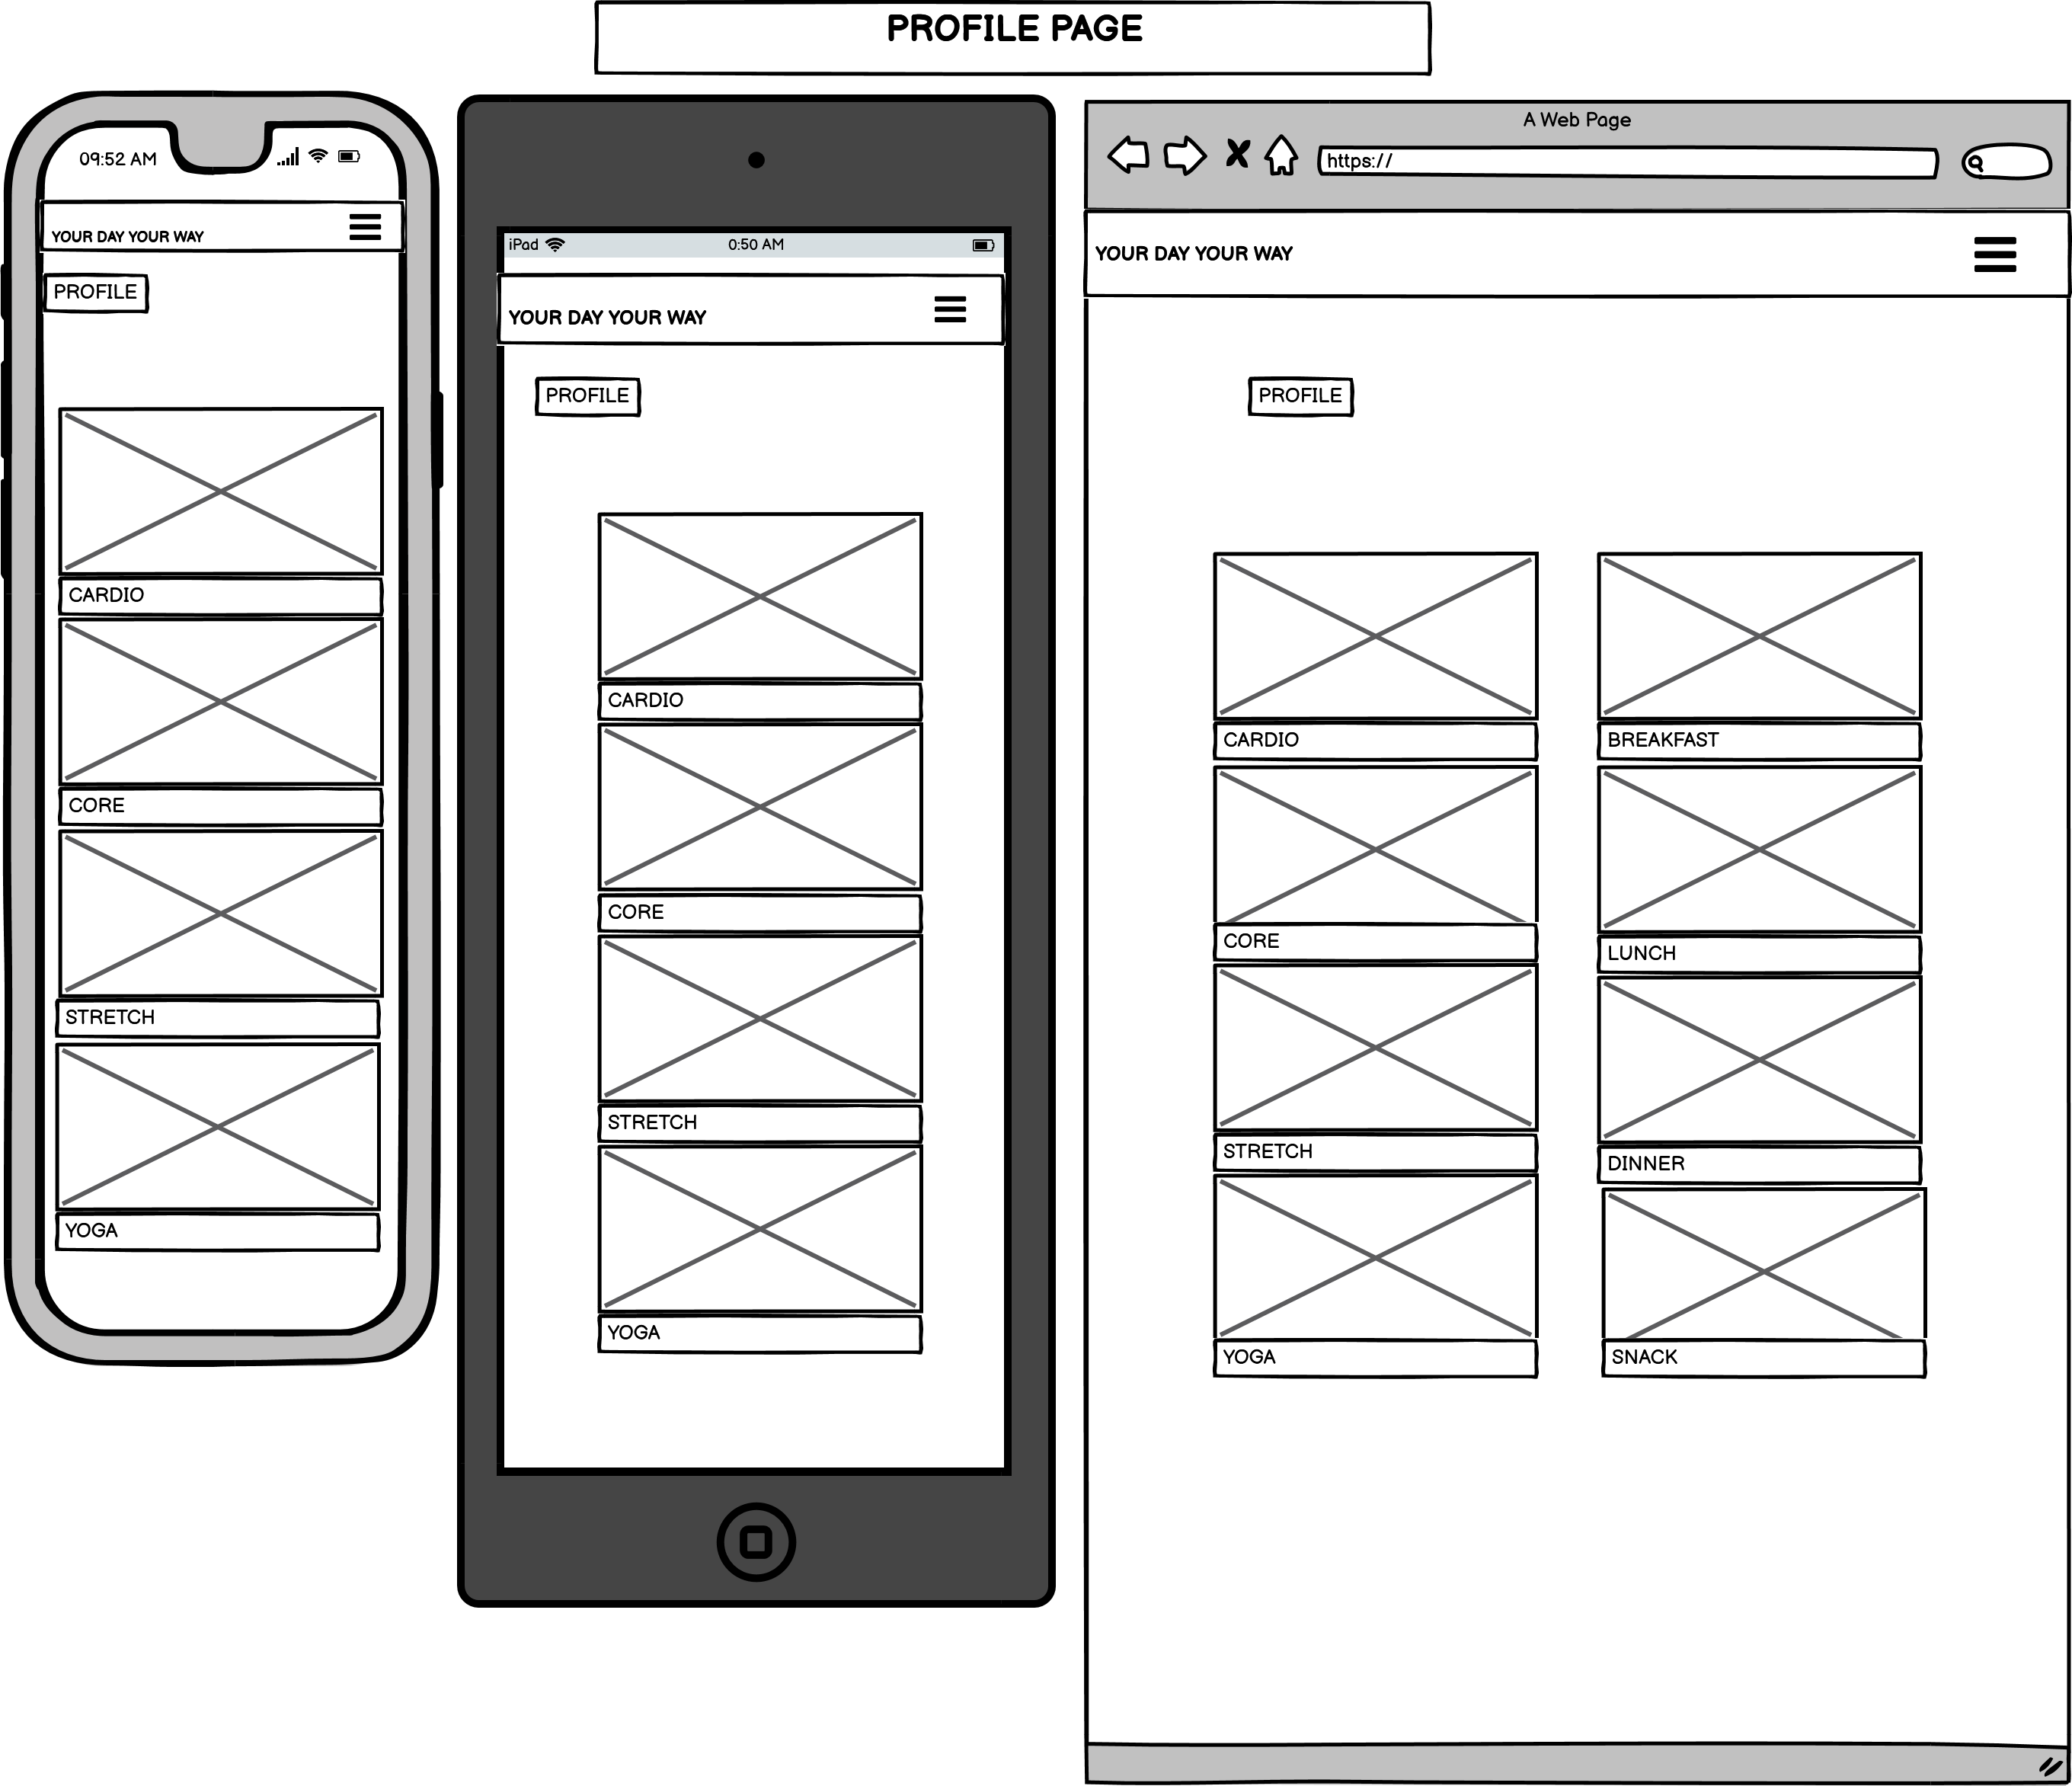 PROFILE PAGE
09:52 AM
YOUR DAY YOUR WAY
PROFILE
CARDIO
CORE
STRETCH
YOGA
iPad
0:50 AM
YOUR DAY YOUR WAY
PROFILE
CARDIO
CORE
STRETCH
YOGA
A Web Page
https://
YOUR DAY YOUR WAY
PROFILE
CARDIO
BREAKFAST
CORE
LUNCH
STRETCH
DINNER
YOGA
SNACK